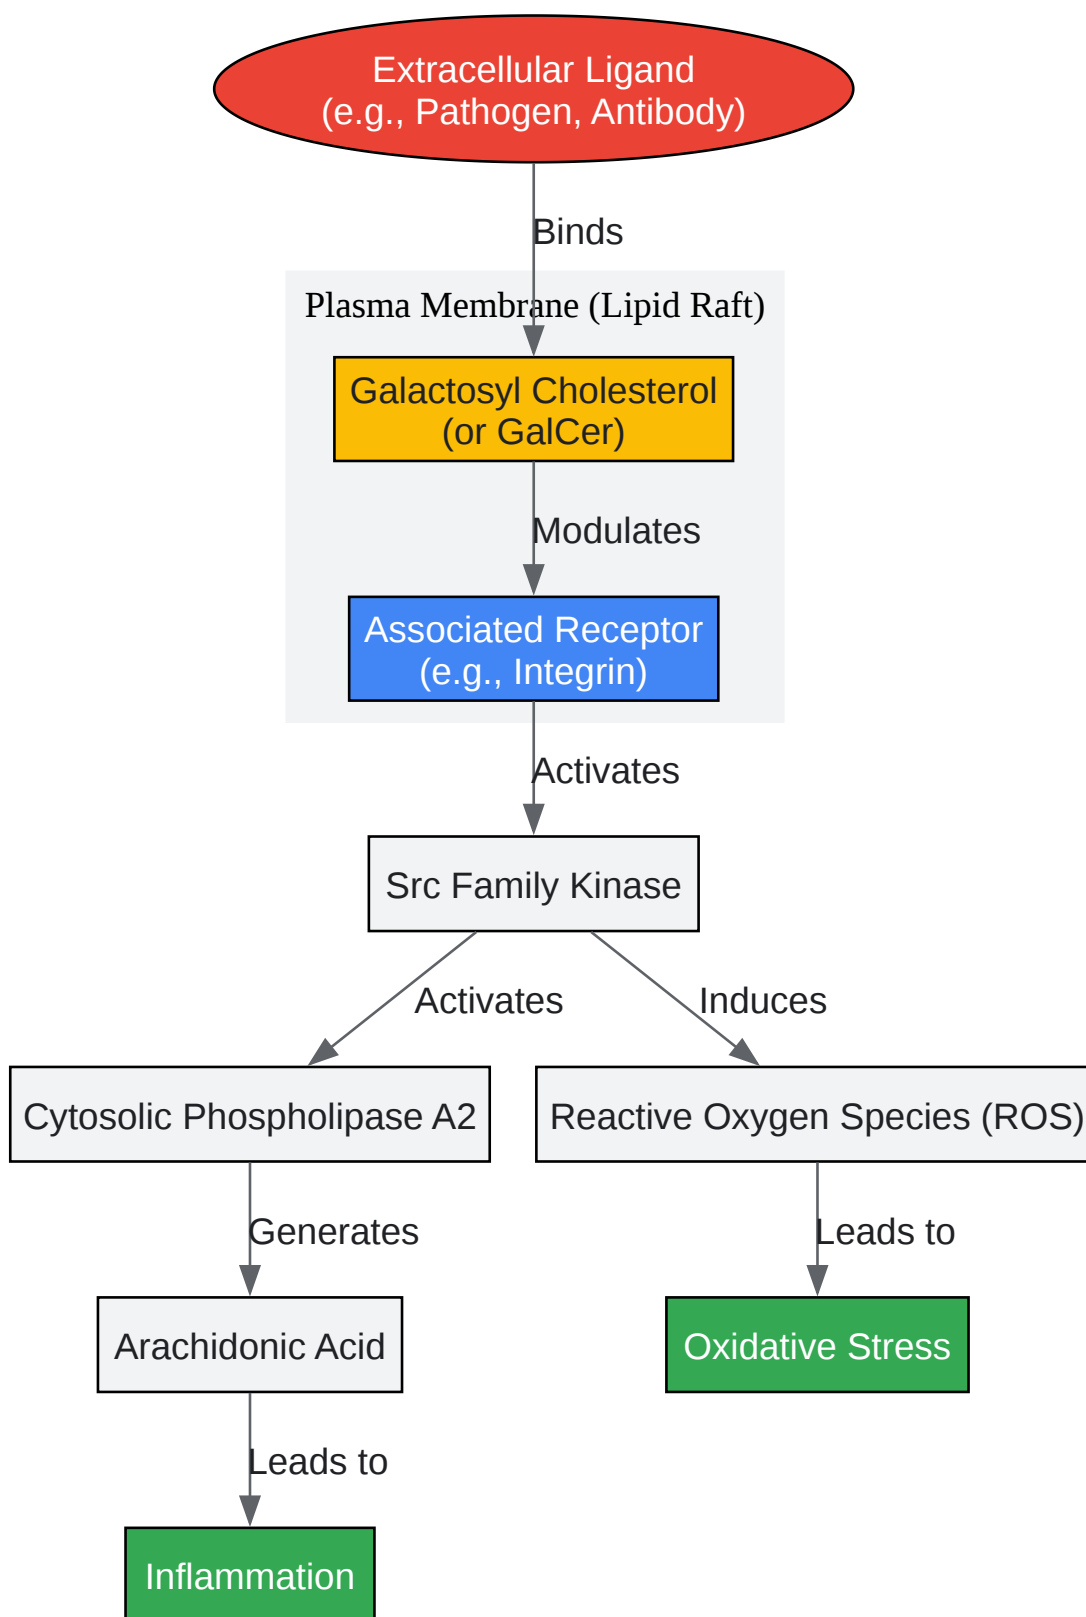 Extracellular Ligand
(e.g., Pathogen, Antibody)
Binds
Plasma Membrane (Lipid Raft)
Galactosyl Cholesterol
(or GalCer)
Modulates
Associated Receptor
(e.g., Integrin)
Activates
Src Family Kinase
Activates
Induces
Cytosolic Phospholipase A2
Reactive Oxygen Species (ROS)
Generates
Leads to
Arachidonic Acid
Oxidative Stress
Leads to
Inflammation